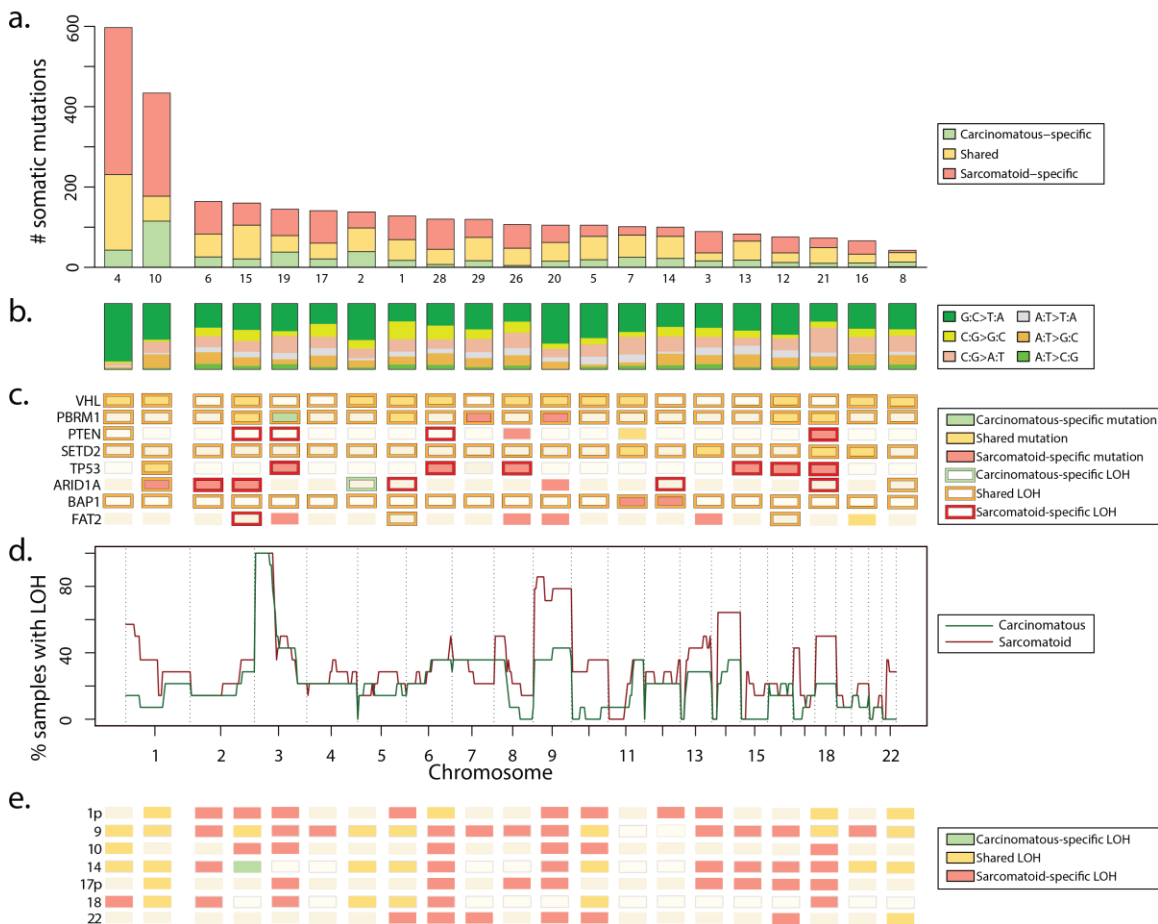 a.
# somatic mutations
600
400
200
0
4 10 6 15 19 17 2 1 28 29 26 20 5 7 14 3 13 12 21 16 8
Carcinomatous-specific
Shared
Sarcomatoid-specific
b.
G:C>T:A A:T>T:A
C:G>G:C A:T>G:C
C:G>A:T A:T>C:G
c.
VHL
PBRM1
PTEN
SETD2
TP53
ARID1A
BAP1
FAT2
Carcinomatous-specific mutation
Shared mutation
Sarcomatoid-specific mutation
Carcinomatous-specific LOH
Shared LOH
Sarcomatoid-specific LOH
d.
% samples with LOH
80
40
0
1 2 3 4 5 6 7 8 9 11 13 15 18 22
Chromosome
Carcinomatous
Sarcomatoid
e.
1p
9
10
14
17p
18
22
Carcinomatous-specific LOH
Shared LOH
Sarcomatoid-specific LOH